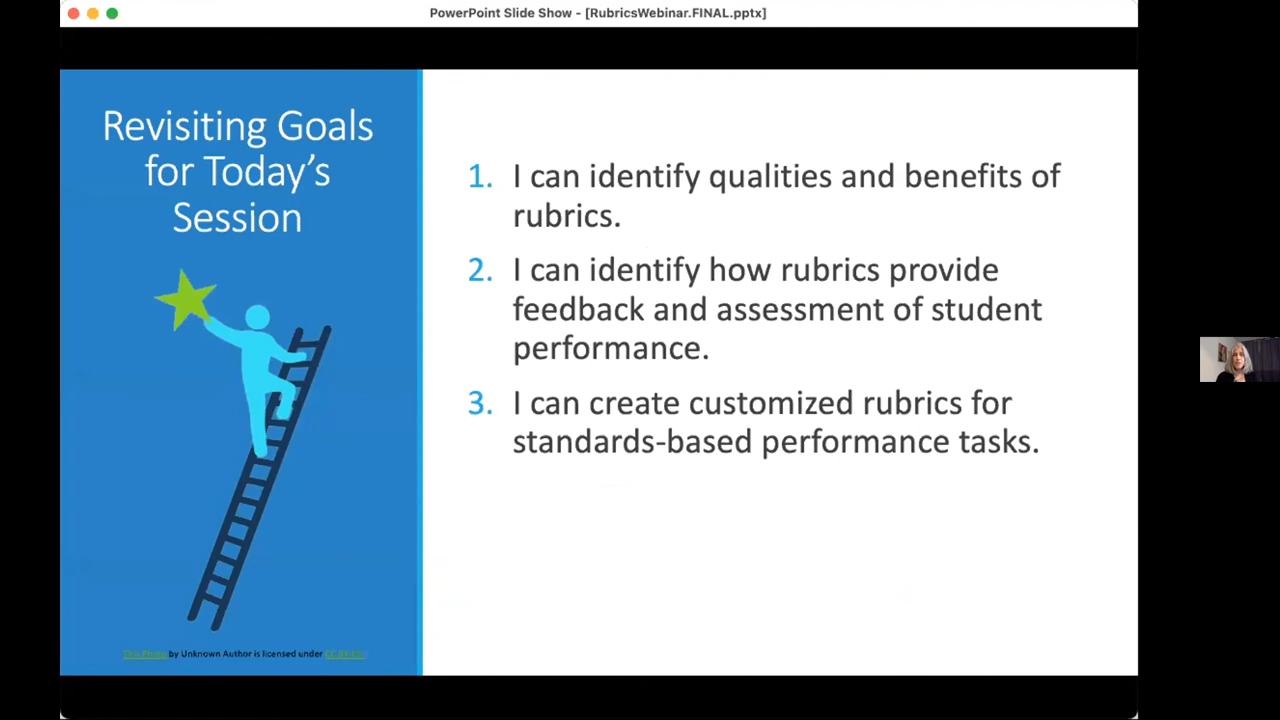 PowerPoint Slide Show - [RubricsWebinar.FINAL.pptx]
Revisiting Goals
for Today's
Session
1. I can identify qualities and benefits of
rubrics.
2. I can identify how rubrics provide
feedback and assessment of student
performance.
3. I can create customized rubrics for
standards-based performance tasks.
This Photo by Unknown Author is licensed under